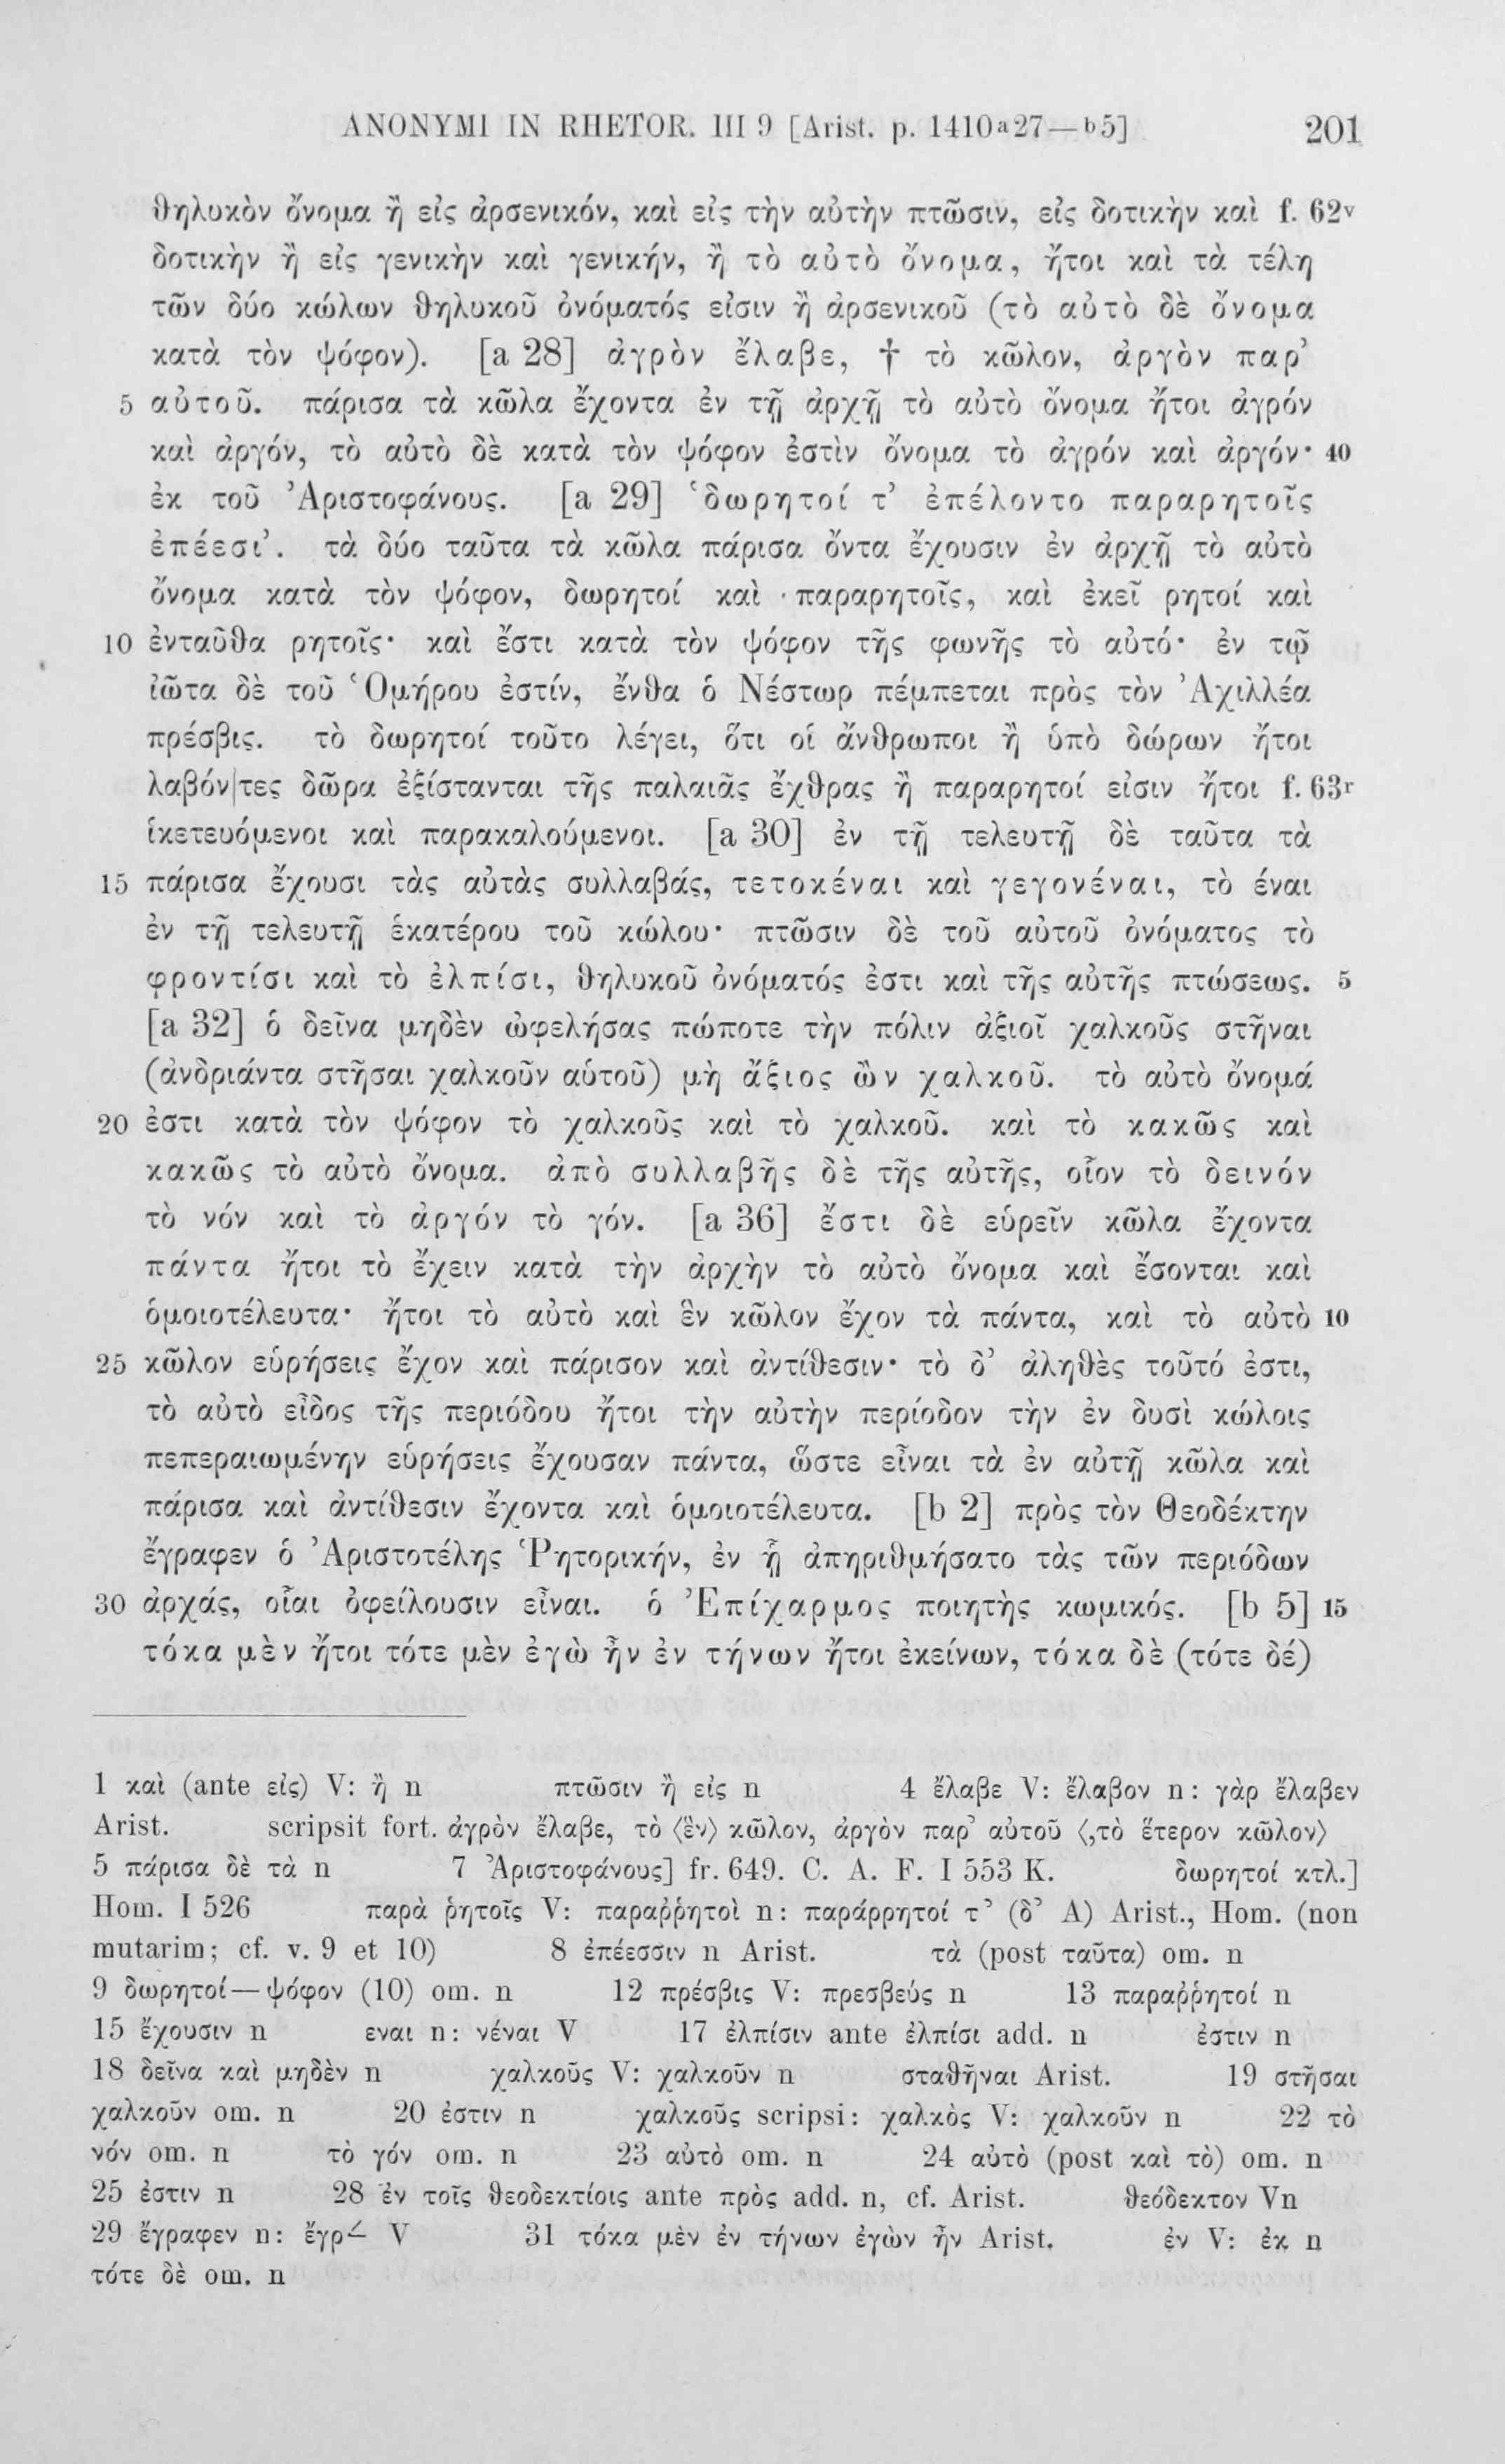 ANONYMI IN RHETOR. III 9 [Arist. p. 1410a27—b5] 201
θηλυκὸν ὄνομα ἢ εἰς ἀρσενικόν, καὶ εἰς τὴν αὐτὴν πτῶσιν, εἰς δοτικὴν καὶ f. 62v
δοτικὴν ἢ εἰς γενικὴν καὶ γενικήν, ἢ τὸ αὐτὸ ὄνομα, ἤτοι καὶ τὰ τέλη
τῶν δύο κώλων θηλυκοῦ ὀνόματός εἰσιν ἢ ἀρσενικοῦ (τὸ αὐτὸ δὲ ὄνομα
κατὰ τὸν ψόφον). [a 28] ἀγρὸν ἔλαβε, † τὸ κῶλον, ἀργὸν παρ’
5 αὐτοῦ. πάρισα τὰ κῶλα ἔχοντα ἐν τῇ ἀρχῇ τὸ αὐτὸ ὄνομα ἤτοι ἀγρόν
καὶ ἀργόν, τὸ αὐτὸ δὲ κατὰ τὸν ψόφον ἐστὶν ὄνομα τὸ ἀγρόν καὶ ἀργόν· 40
ἐκ τοῦ Ἀριστοφάνους. [a 29] ‘δωρητοί τ’ ἐπέλοντο παραρητοῖς
ἐπέεσι’. τὰ δύο ταῦτα τὰ κῶλα πάρισα ὄντα ἔχουσιν ἐν ἀρχῇ τὸ αὐτὸ
ὄνομα κατὰ τὸν ψόφον, δωρητοί καὶ παραρητοῖς, καὶ ἐκεῖ ρητοί καὶ
10 ἐνταῦθα ρητοῖς· καὶ ἔστι κατὰ τὸν ψόφον τῆς φωνῆς τὸ αὐτό· ἐν τῷ
ἰῶτα δὲ τοῦ Ὁμήρου ἐστίν, ἔνθα ὁ Νέστωρ πέμπεται πρὸς τὸν Ἀχιλλέα
πρέσβις. τὸ δωρητοί τοῦτο λέγει, ὅτι οἱ ἄνθρωποι ἢ ὑπὸ δώρων ἤτοι
λαβόν|τες δῶρα ἐξίστανται τῆς παλαιᾶς ἔχθρας ἢ παραρητοί εἰσιν ἤτοι f. 63r
ἱκετευόμενοι καὶ παρακαλούμενοι. [a 30] ἐν τῇ τελευτῇ δὲ ταῦτα τὰ
15 πάρισα ἔχουσι τὰς αὐτὰς συλλαβάς, τετοκέναι καὶ γεγονέναι, τὸ έναι
ἐν τῇ τελευτῇ ἑκατέρου τοῦ κώλου· πτῶσιν δὲ τοῦ αὐτοῦ ὀνόματος τὸ
φροντίσι καὶ τὸ ἐλπίσι, θηλυκοῦ ὀνόματός ἐστι καὶ τῆς αὐτῆς πτώσεως. 5
[a 32] ὁ δεῖνα μηδὲν ὠφελήσας πώποτε τὴν πόλιν ἀξιοῖ χαλκοῦς στῆναι
(ἀνδριάντα στῆσαι χαλκοῦν αὑτοῦ) μὴ ἄξιος ὢν χαλκοῦ. τὸ αὐτὸ ὄνομά
20 ἐστι κατὰ τὸν ψόφον τὸ χαλκοῦς καὶ τὸ χαλκοῦ. καὶ τὸ κακῶς καὶ
κακῶς τὸ αὐτὸ ὄνομα. ἀπὸ συλλαβῆς δὲ τῆς αὐτῆς, οἷον τὸ δεινόν
τὸ νόν καὶ τὸ ἀργόν τὸ γόν. [a 36] ἔστι δὲ εὑρεῖν κῶλα ἔχοντα
πάντα ἤτοι τὸ ἔχειν κατὰ τὴν ἀρχὴν τὸ αὐτὸ ὄνομα καὶ ἔσονται καὶ
ὁμοιοτέλευτα· ἤτοι τὸ αὐτὸ καὶ ἓν κῶλον ἔχον τὰ πάντα, καὶ τὸ αὐτὸ 10
25 κῶλον εὑρήσεις ἔχον καὶ πάρισον καὶ ἀντίθεσιν· τὸ δ’ ἀληθὲς τοῦτό ἐστι,
τὸ αὐτὸ εἶδος τῆς περιόδου ἤτοι τὴν αὐτὴν περίοδον τὴν ἐν δυσὶ κώλοις
πεπεραιωμένην εὑρήσεις ἔχουσαν πάντα, ὥστε εἶναι τὰ ἐν αὐτῇ κῶλα καὶ
πάρισα καὶ ἀντίθεσιν ἔχοντα καὶ ὁμοιοτέλευτα. [b 2] πρὸς τὸν Θεοδέκτην
ἔγραφεν ὁ Ἀριστοτέλης Ῥητορικήν, ἐν ᾗ ἀπηριθμήσατο τὰς τῶν περιόδων
30 ἀρχάς, οἷαι ὀφείλουσιν εἶναι. ὁ Ἐπίχαρμος ποιητὴς κωμικός. [b 5] 15
τόκα μὲν ἤτοι τότε μὲν ἐγὼ ἦν ἐν τήνων ἤτοι ἐκείνων, τόκα δὲ (τότε δέ)
1 καὶ (ante εἰς) V: ἢ n πτῶσιν ἢ εἰς n 4 ἔλαβε V: ἔλαβον n: γὰρ ἔλαβεν
Arist. scripsit fort. ἀγρὸν ἔλαβε, τὸ ⟨ἓν⟩ κῶλον, ἀργὸν παρ’ αὐτοῦ ⟨,τὸ ἕτερον κῶλον⟩
5 πάρισα δὲ τὰ n 7 Ἀριστοφάνους] fr. 649. C. A. F. I 553 K. δωρητοί κτλ.]
Hom. I 526 παρὰ ῥητοῖς V: παραῤῥητοὶ n: παράρρητοί τ’ (δ’ A) Arist., Hom. (non
mutarim; cf. v. 9 et 10) 8 ἐπέεσσιν n Arist. τὰ (post ταῦτα) om. n
9 δωρητοί—ψόφον (10) om. n 12 πρέσβις V: πρεσβεύς n 13 παραῤῥητοί n
15 ἔχουσιν n εναι n: νέναι V 17 ἐλπίσιν ante ἐλπίσι add. n ἐστιν n
18 δεῖνα καὶ μηδὲν n χαλκοῦς V: χαλκοῦν n σταθῆναι Arist. 19 στῆσαι
χαλκοῦν om. n 20 ἐστιν n χαλκοῦς scripsi: χαλκὸς V: χαλκοῦν n 22 τὸ
νόν om. n τὸ γόν om. n 23 αὐτὸ om. n 24 αὐτὸ (post καὶ τὸ) om. n
25 ἐστιν n 28 ἐν τοῖς θεοδεκτίοις ante πρὸς add. n, cf. Arist. θεόδεκτον Vn
29 ἔγραφεν n: ἔγρ V 31 τόκα μὲν ἐν τήνων ἐγὼν ἦν Arist. ἐν V: ἐκ n
τότε δὲ om. n